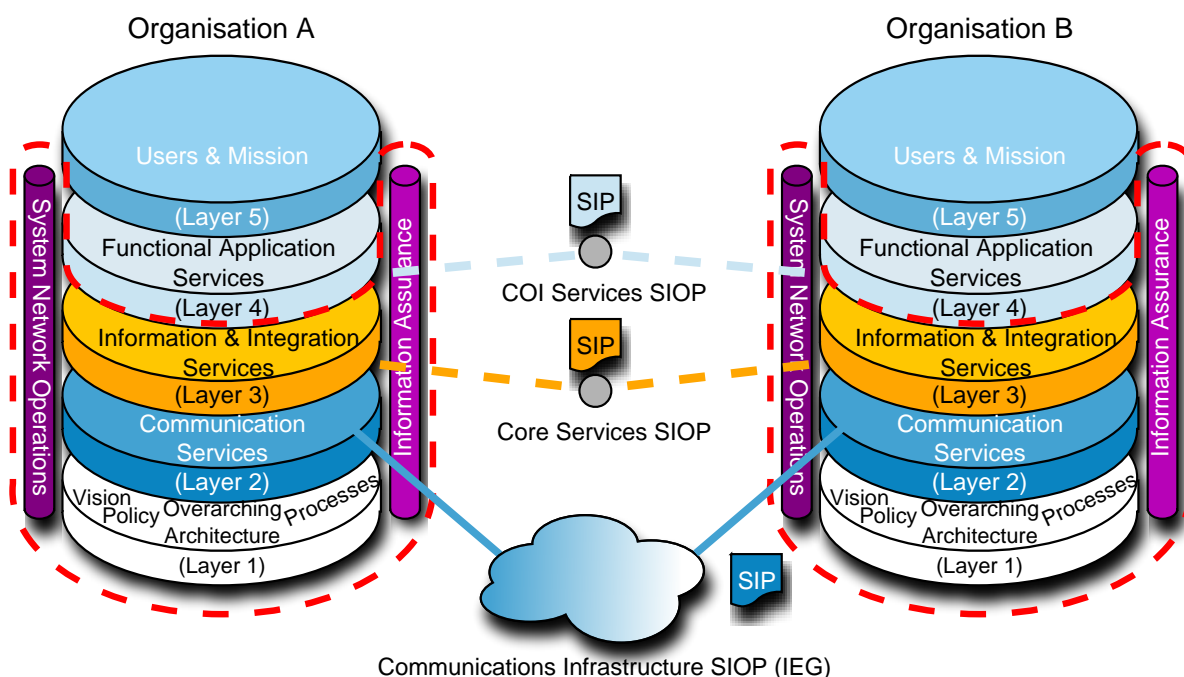 Organisation A
Organisation B
Users & Mission
(Layer 5)
Functional Application
Services
(Layer 4)
Information & Integration
Services
(Layer 3)
Communication
Services
(Layer 2)
Vision
Policy
Overarching
Architecture
Processes
(Layer 1)
System Network Operations
Information Assurance
SIP
COI Services SIOP
SIP
Core Services SIOP
SIP
Communications Infrastructure SIOP (IEG)
Users & Mission
(Layer 5)
Functional Application
Services
(Layer 4)
Information & Integration
Services
(Layer 3)
Communication
Services
(Layer 2)
Vision
Policy
Overarching
Architecture
Processes
(Layer 1)
System Network Operations
Information Assurance